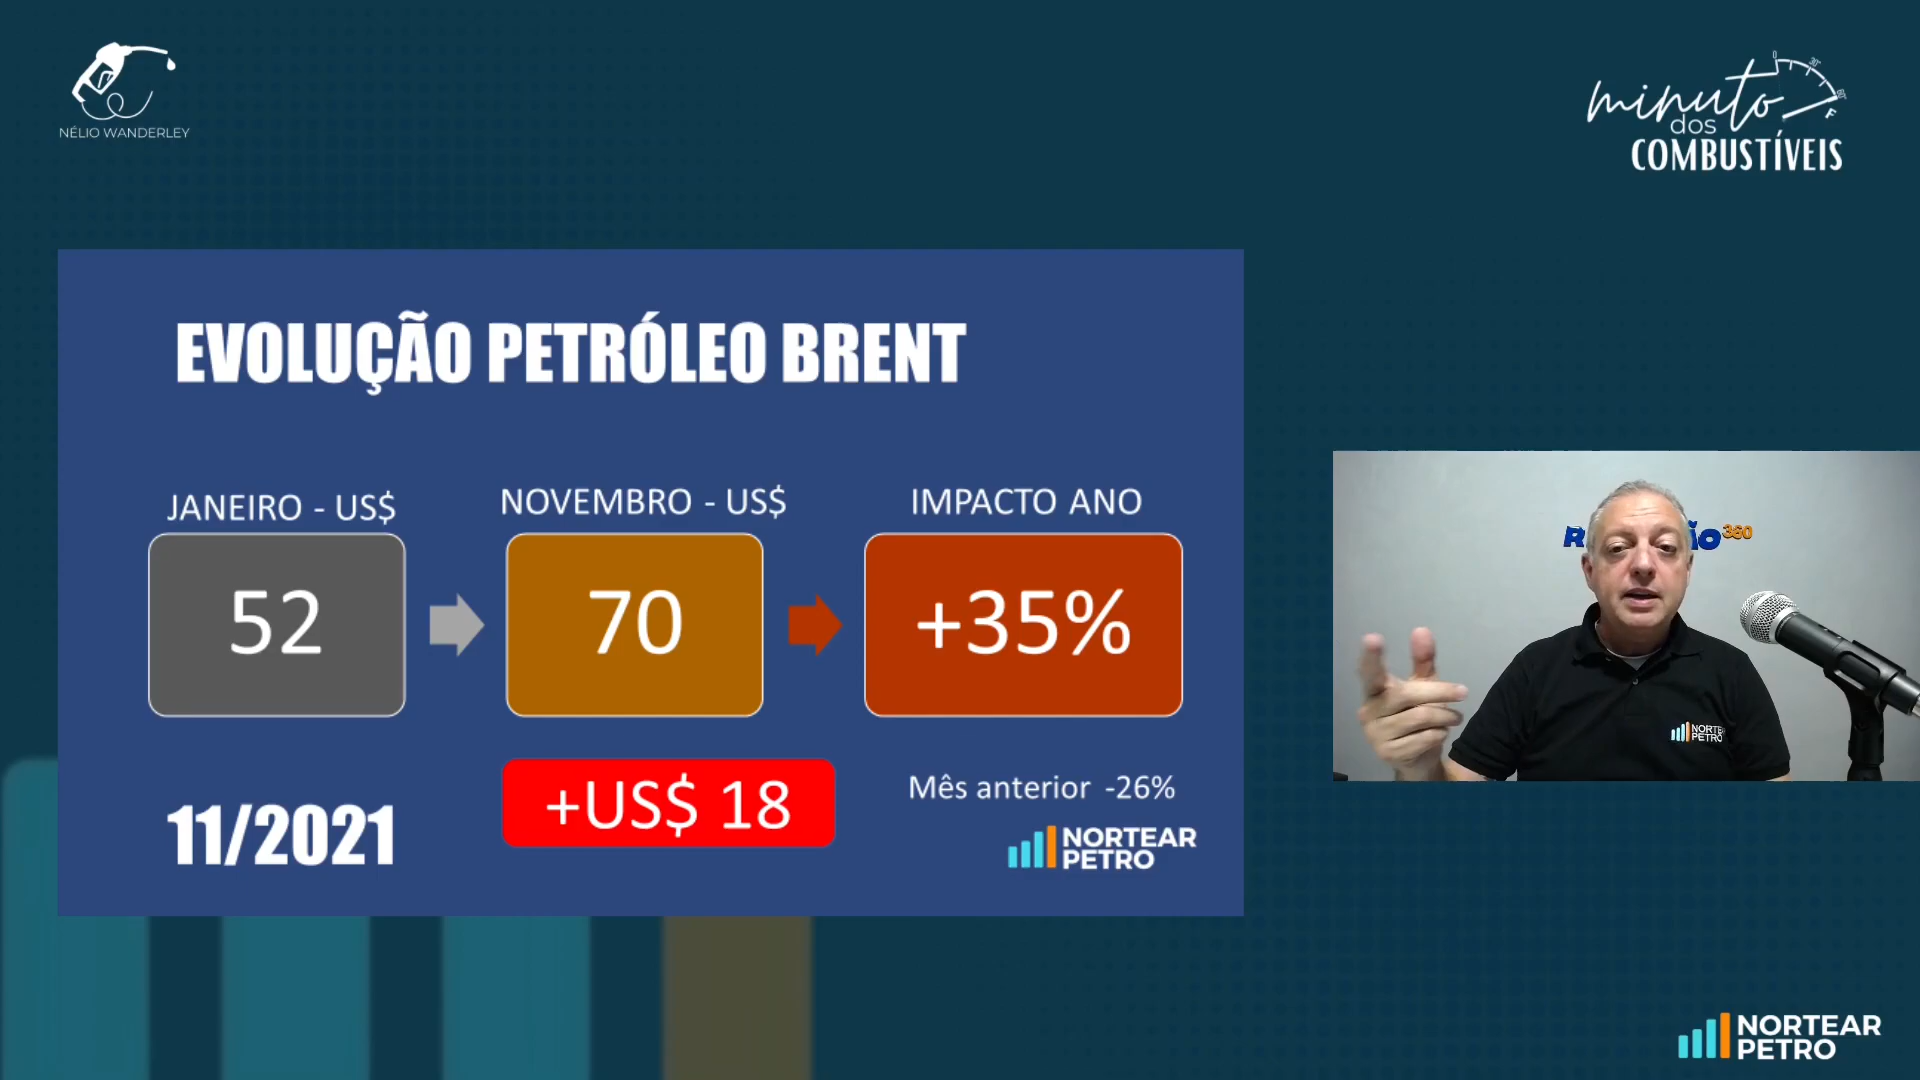 NÉLIO WANDERLEY
minuto
dos
COMBUSTÍVEIS
EVOLUÇÃO PETRÓLEO BRENT
JANEIRO - US$
NOVEMBRO - US$
IMPACTO ANO
52
70
+35%
+US$ 18
Mês anterior -26%
11/2021
NORTEAR
PETRO
360
NORTEAR
PETRO